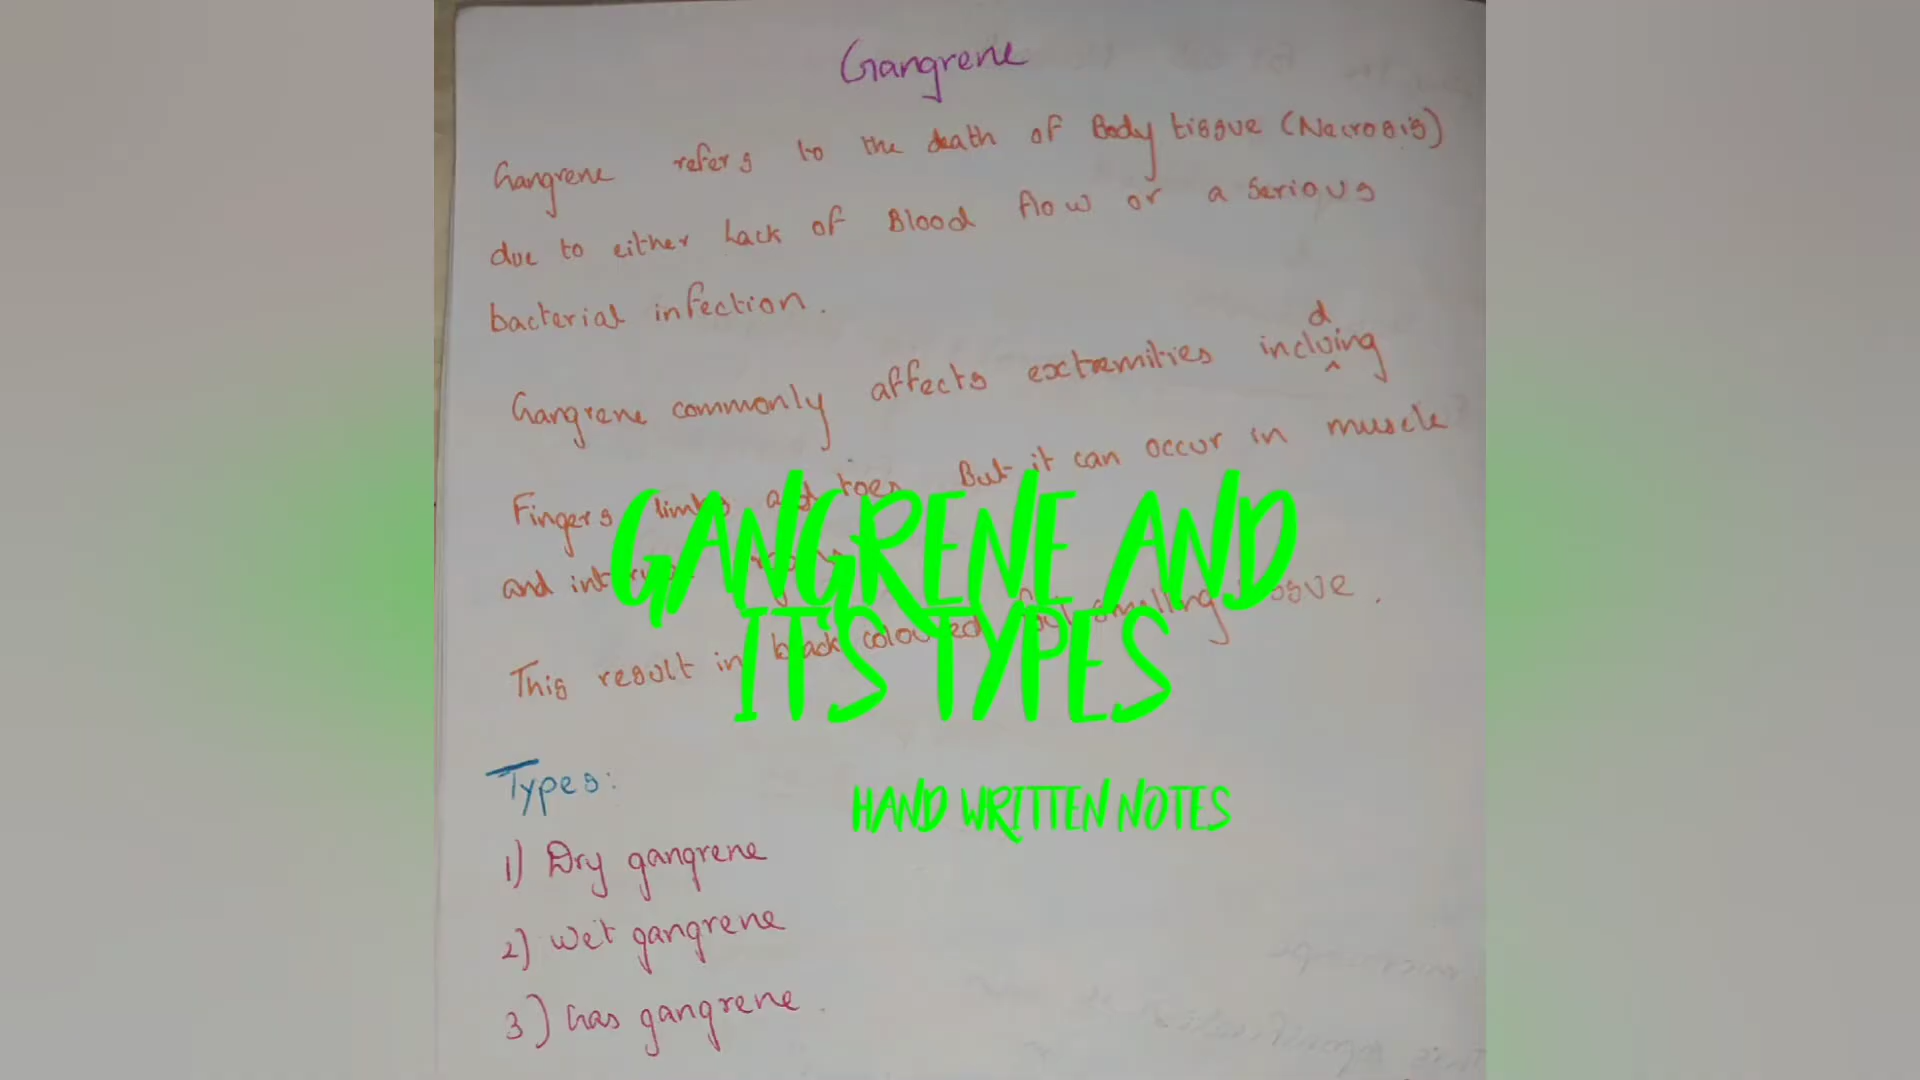 Gangrene
Gangrene refers to the death of Body tissue (Necrosis)
due to either Lack of Blood flow or a Serious
bacterial infection.
Gangrene commonly affects extremities incluing
d
^
Fingers limbs and toes. But it can occur in muscle
and
This result in black coloured, foul smelling tissue.
GANGRENE AND
ITS TYPES
Types:
HAND WRITTEN NOTES
1) Dry gangrene
2) Wet gangrene
3) Gas gangrene.